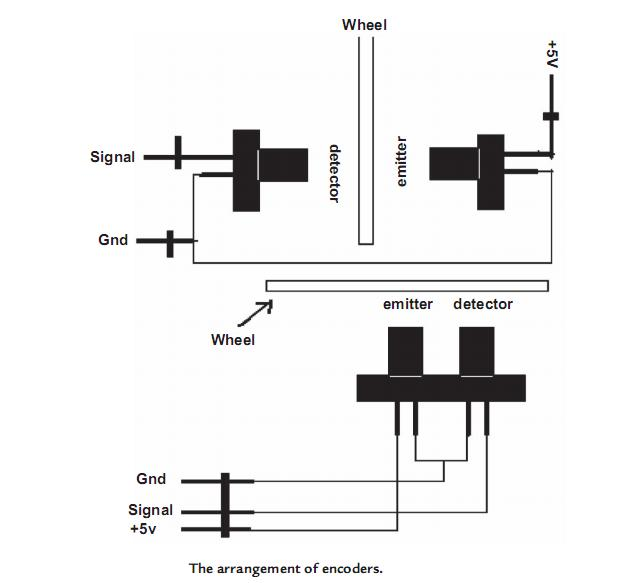 Wheel
+5V
Signal
detector
emitter
Gnd
emitter detector
Wheel
Gnd
Signal
+5v
The arrangement of encoders.